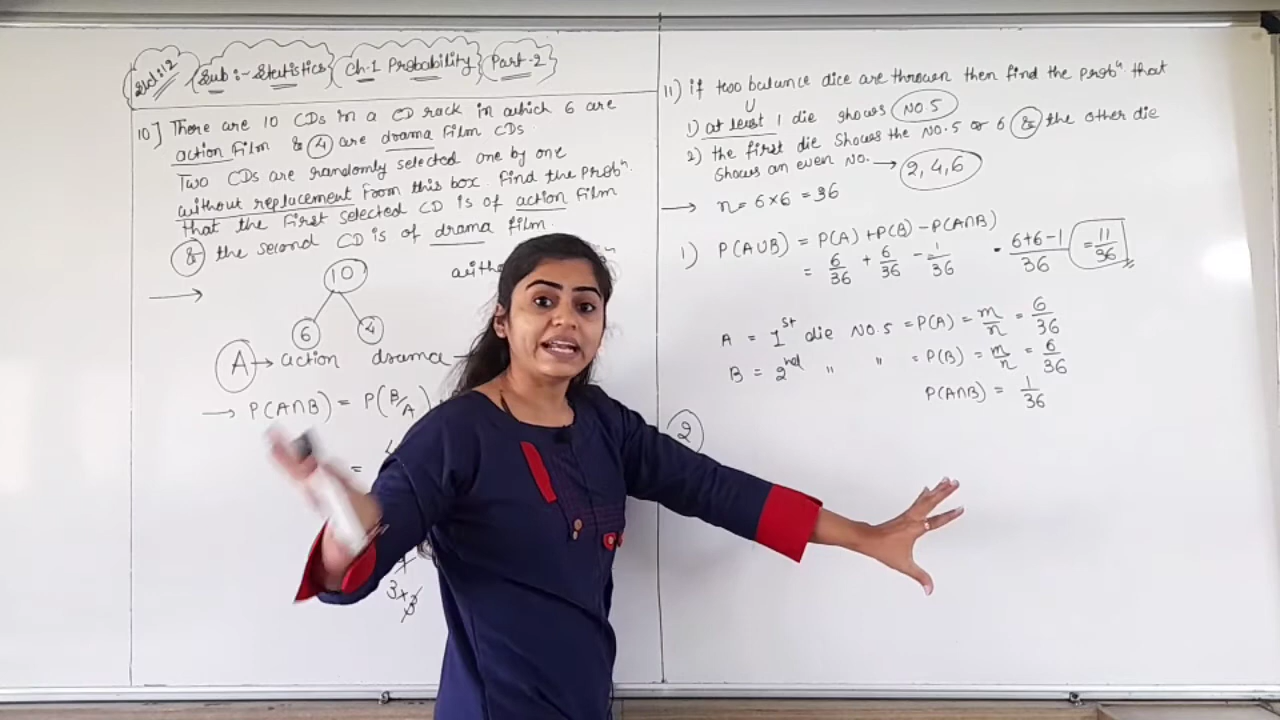 Std:12 Sub:- Statistics Ch-1 Probability Part-2
10] There are 10 CDs in a CD rack in which 6 are
action Film & 4 are drama Film CDs.
Two CDs are randomly selected one by one
without replacement From this box. Find the Probⁿ.
that the First selected CD is of action Film
& the second CD is of drama film.
10
6 4
A → action drama
→ P(A∩B) = P(B/A)
=
11) if two balance dice are thrown then find the probⁿ that
U
1) at least 1 die shows NO 5
2) the first die shows the NO.5 or 6 & the other die
shows an even NO. → 2, 4, 6
→ n = 6×6 = 36
1) P(A∪B) = P(A) + P(B) - P(A∩B)
= 6/36 + 6/36 - 1/36 = 6+6-1/36 = 11/36
A = 1st die NO.5 = P(A) = m/n = 6/36
B = 2nd " " = P(B) = m/n = 6/36
P(A∩B) = 1/36
2